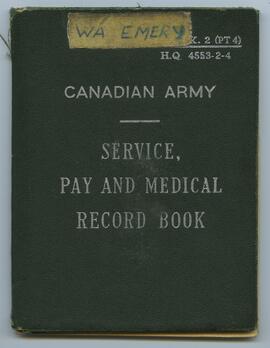 WA EMERY
K. 2 (PT 4)
H.Q. 4553-2-4
CANADIAN ARMY
SERVICE,
PAY AND MEDICAL
RECORD BOOK